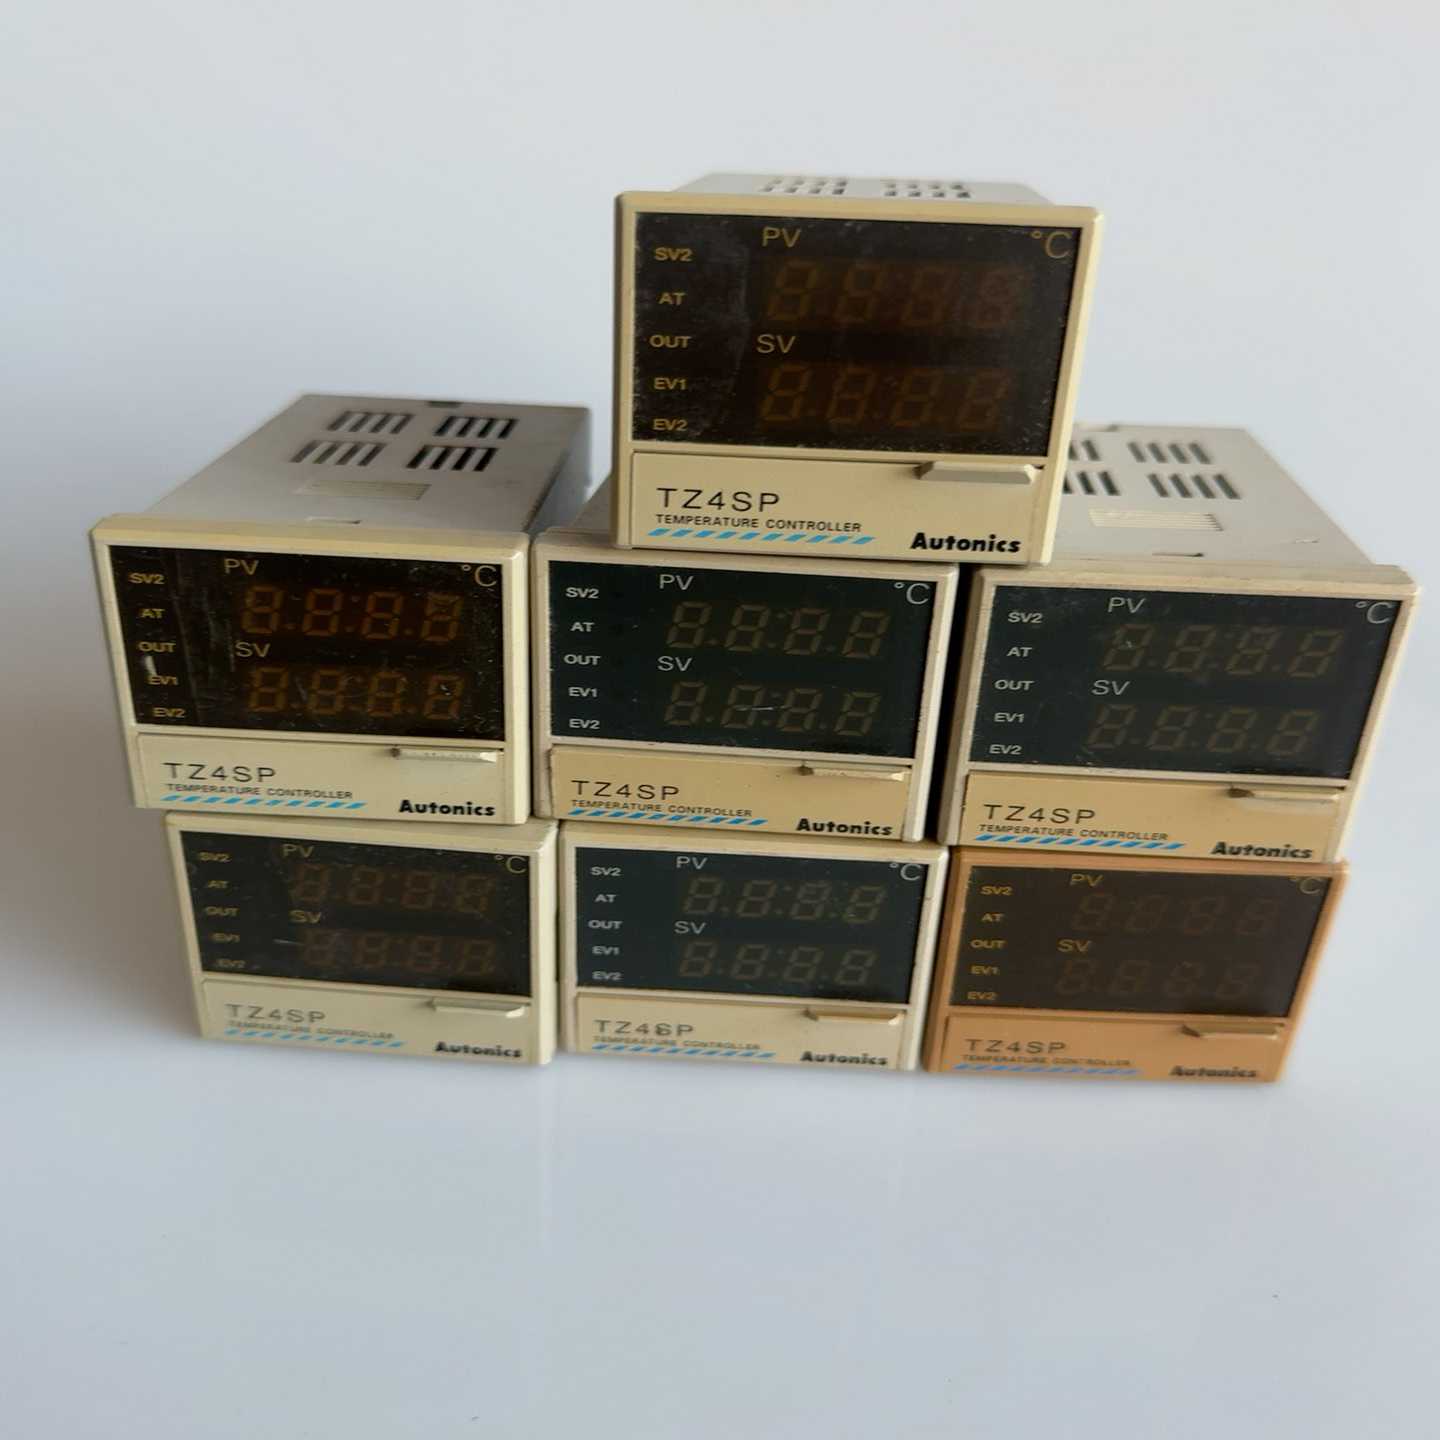 PV °C
SV2
AT
OUT
SV
EV1
EV2
TZ4SP
TEMPERATURE CONTROLLER
Autonics
PV °C
SV2
AT
OUT
SV
EV1
EV2
TZ4SP
TEMPERATURE CONTROLLER
Autonics
PV °C
SV2
AT
OUT
SV
EV1
EV2
TZ4SP
TEMPERATURE CONTROLLER
Autonics
PV °C
SV2
AT
OUT
SV
EV1
EV2
TZ4SP
TEMPERATURE CONTROLLER
Autonics
PV °C
SV2
AT
OUT
SV
EV1
EV2
TZ4SP
TEMPERATURE CONTROLLER
Autonics
PV °C
SV2
AT
OUT
SV
EV1
EV2
TZ4SP
TEMPERATURE CONTROLLER
Autonics
PV °C
SV2
AT
OUT
SV
EV1
EV2
TZ4SP
TEMPERATURE CONTROLLER
Autonics